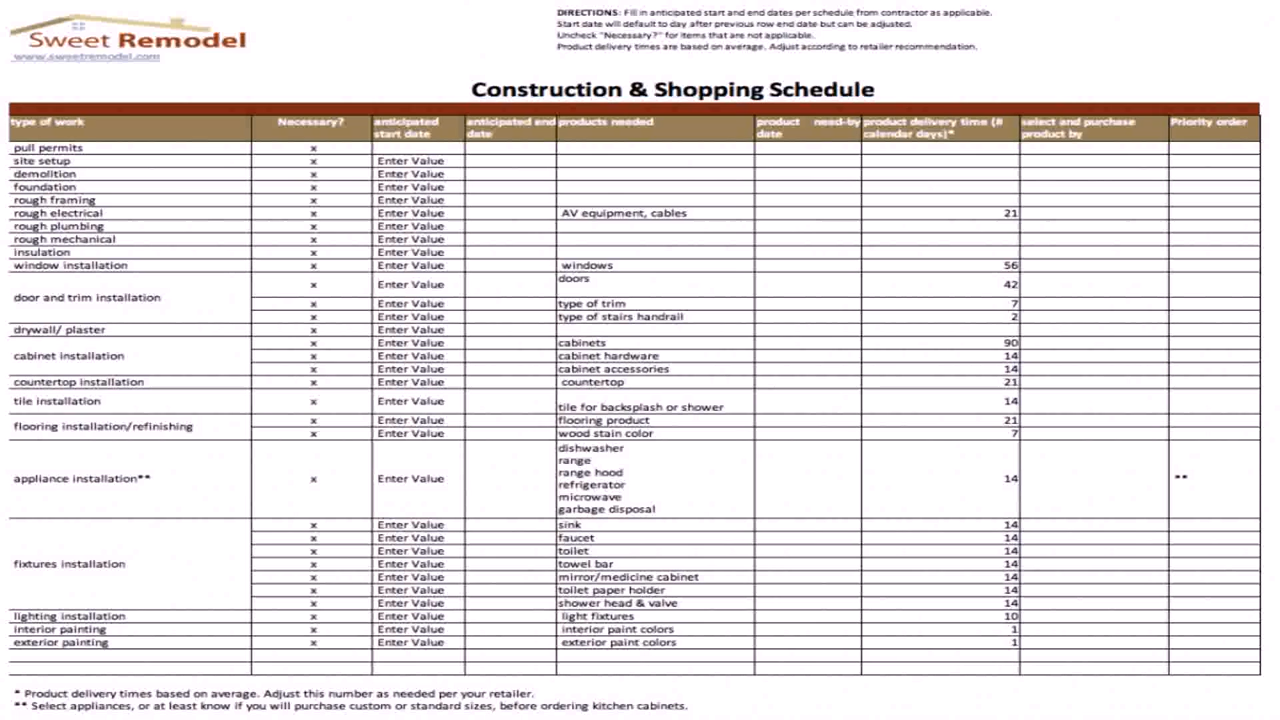 Sweet Remodel
www.sweetremodel.com
DIRECTIONS: Fill in anticipated start and end dates per schedule from contractor as applicable.
Start date will default to day after previous row end date but can be adjusted.
Uncheck "Necessary?" for items that are not applicable.
Product delivery times are based on average. Adjust according to retailer recommendation.
Construction & Shopping Schedule
type of work Necessary? anticipated start date anticipated end date products needed product need-by date product delivery time (# calendar days)* select and purchase product by Priority order
pull permits x
site setup x Enter Value
demolition x Enter Value
foundation x Enter Value
rough framing x Enter Value
rough electrical x Enter Value AV equipment, cables 21
rough plumbing x Enter Value
rough mechanical x Enter Value
insulation x Enter Value
window installation x Enter Value windows 56
door and trim installation x Enter Value doors 42
x Enter Value type of trim 7
x Enter Value type of stairs handrail 2
drywall/ plaster x Enter Value
cabinet installation x Enter Value cabinets 90
x Enter Value cabinet hardware 14
x Enter Value cabinet accessories 14
countertop installation x Enter Value countertop 21
tile installation x Enter Value tile for backsplash or shower 14
flooring installation/refinishing x Enter Value flooring product 21
x Enter Value wood stain color 7
dishwasher
range
range hood
appliance installation** x Enter Value refrigerator 14 **
microwave
garbage disposal
fixtures installation x Enter Value sink 14
x Enter Value faucet 14
x Enter Value toilet 14
x Enter Value towel bar 14
x Enter Value mirror/medicine cabinet 14
x Enter Value toilet paper holder 14
x Enter Value shower head & valve 14
lighting installation x Enter Value light fixtures 10
interior painting x Enter Value interior paint colors 1
exterior painting x Enter Value exterior paint colors 1
* Product delivery times based on average. Adjust this number as needed per your retailer.
** Select appliances, or at least know if you will purchase custom or standard sizes, before ordering kitchen cabinets.